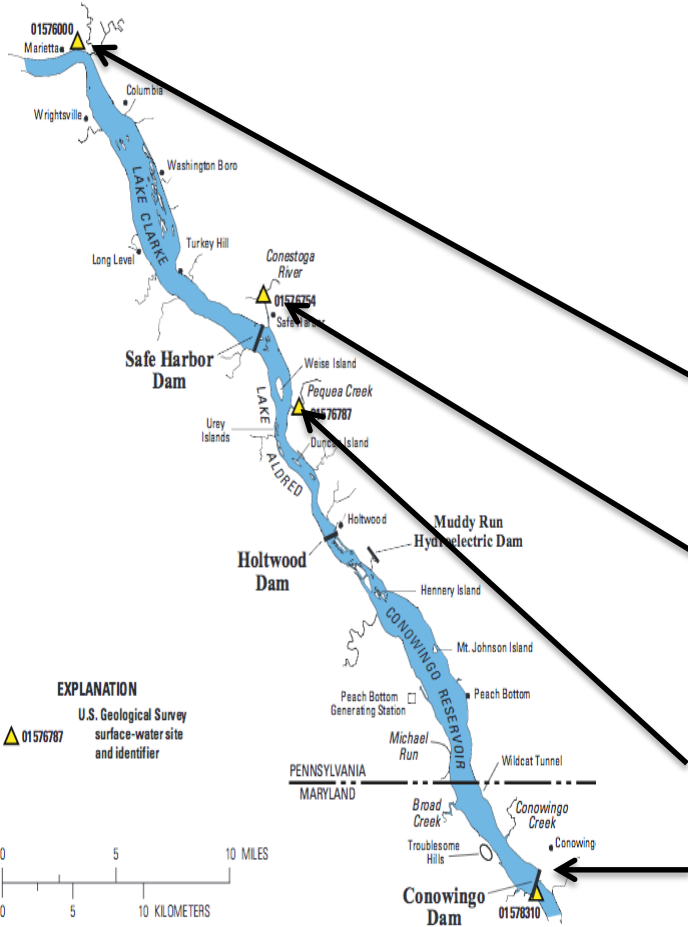 01576000
Marietta
Columbia
Wrightsville
Washington Boro
LAKE CLARKE
Long Level
Turkey Hill
Conestoga
River
01576754
Safe Harbor
Safe Harbor
Dam
Weise Island
LAKE
ALDRED
Pequea Creek
01576787
Urey
Islands
Duncan Island
Holtwood
Muddy Run
Hydroelectric Dam
Holtwood
Dam
Hennery Island
CONOWINGO RESERVOIR
Mt. Johnson Island
EXPLANATION
U.S. Geological Survey
surface-water site
and identifier
01576787
Peach Bottom
Generating Station
Peach Bottom
Michael
Run
Wildcat Tunnel
PENNSYLVANIA
MARYLAND
Broad
Creek
Conowingo
Creek
Troublesome
Hills
Conowing
Conowingo
Dam
01578310
0 5 10 MILES
0 5 10 KILOMETERS